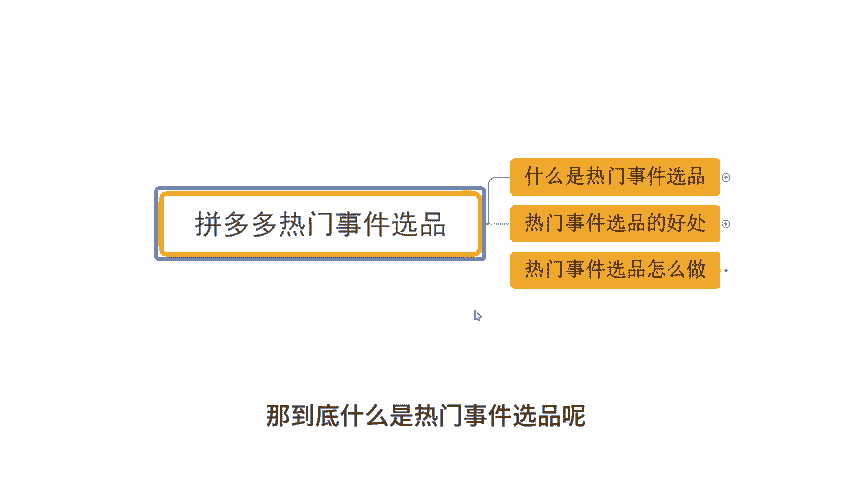 拼多多热门事件选品
什么是热门事件选品
热门事件选品的好处
热门事件选品怎么做
那到底什么是热门事件选品呢